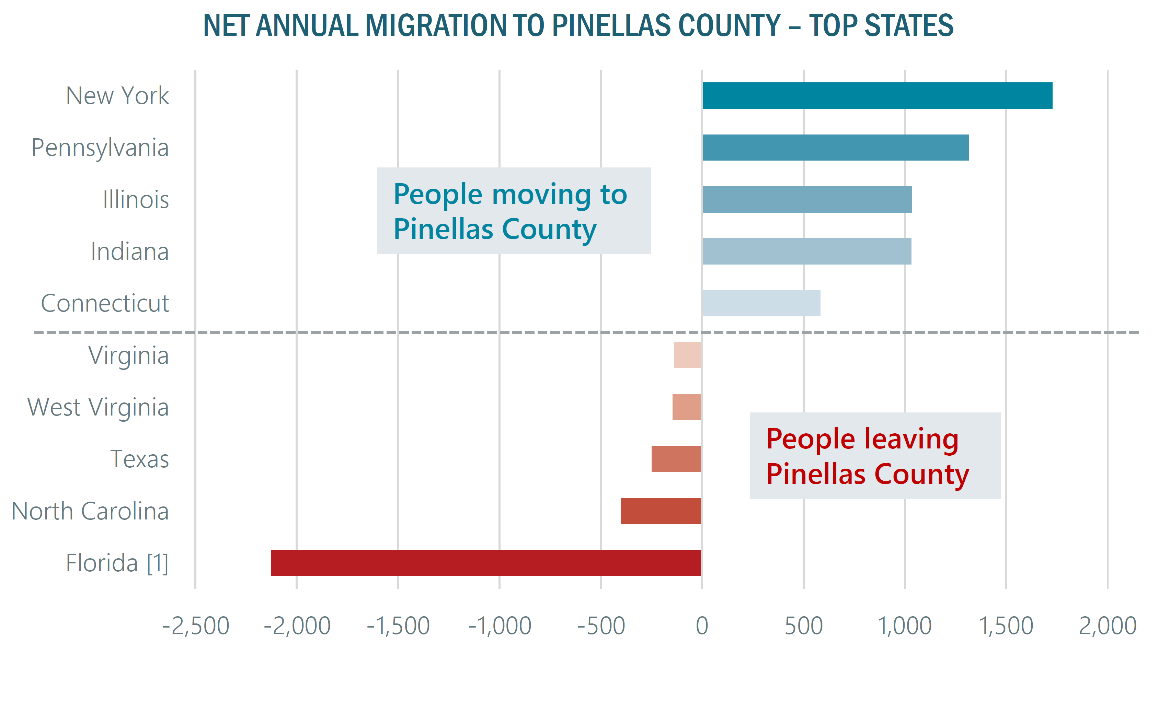 NET ANNUAL MIGRATION TO PINELLAS COUNTY – TOP STATES
New York
Pennsylvania
Illinois
Indiana
Connecticut
People moving to
Pinellas County
Virginia
West Virginia
Texas
North Carolina
Florida [1]
People leaving
Pinellas County
-2,500 -2,000 -1,500 -1,000 -500 0 500 1,000 1,500 2,000